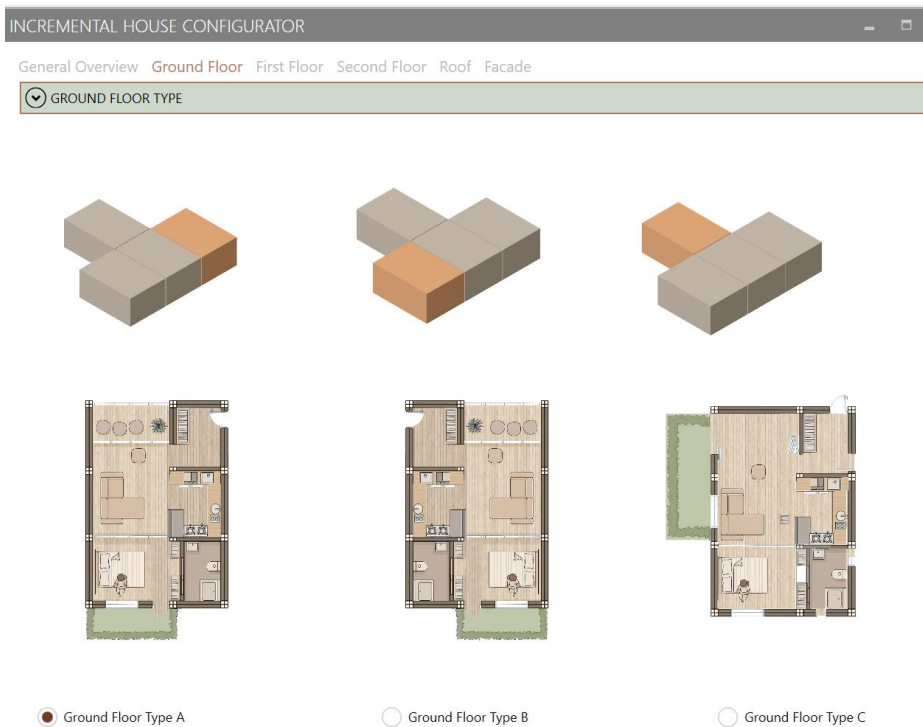 INCREMENTAL HOUSE CONFIGURATOR
General Overview Ground Floor First Floor Second Floor Roof Facade
GROUND FLOOR TYPE
Ground Floor Type A Ground Floor Type B Ground Floor Type C